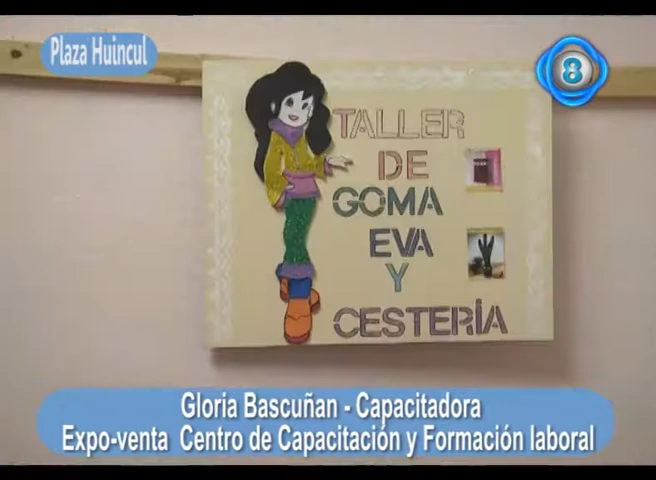 Plaza Huincul
8
TALLER
DE
GOMA
EVA
Y
CESTERÍA
Gloria Bascuñan - Capacitadora
Expo-venta Centro de Capacitación y Formación laboral